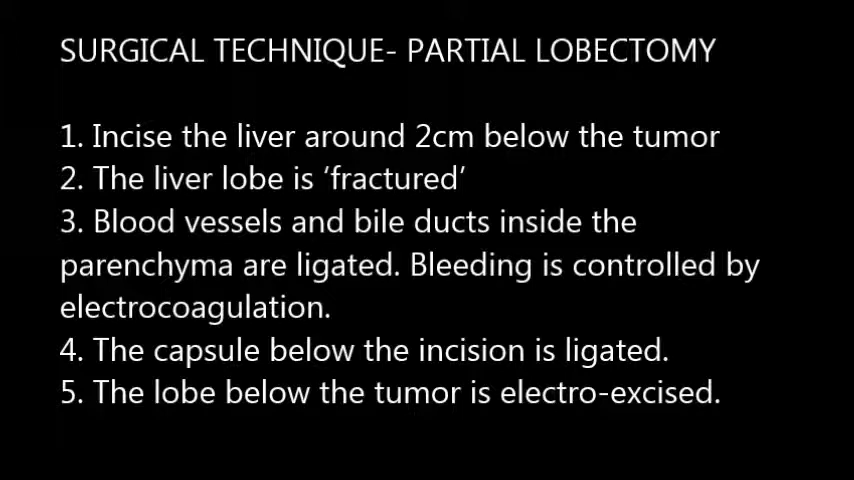 SURGICAL TECHNIQUE- PARTIAL LOBECTOMY
1. Incise the liver around 2cm below the tumor
2. The liver lobe is ‘fractured’
3. Blood vessels and bile ducts inside the
parenchyma are ligated. Bleeding is controlled by
electrocoagulation.
4. The capsule below the incision is ligated.
5. The lobe below the tumor is electro-excised.